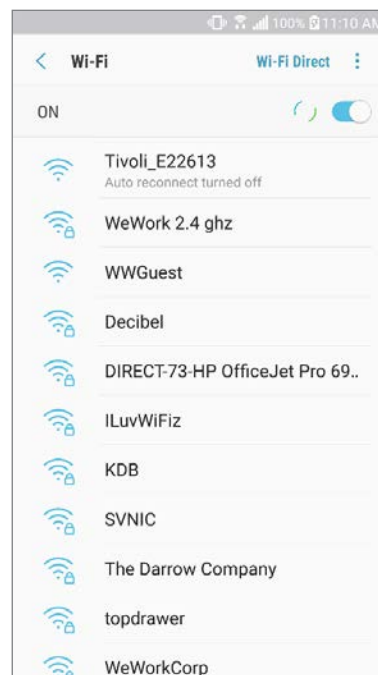 100% 11:10 AM
Wi-Fi Wi-Fi Direct
ON
Tivoli_E22613
Auto reconnect turned off
WeWork 2.4 ghz
WWGuest
Decibel
DIRECT-73-HP OfficeJet Pro 69..
ILuvWiFiz
KDB
SVNIC
The Darrow Company
topdrawer
WeWorkCorp